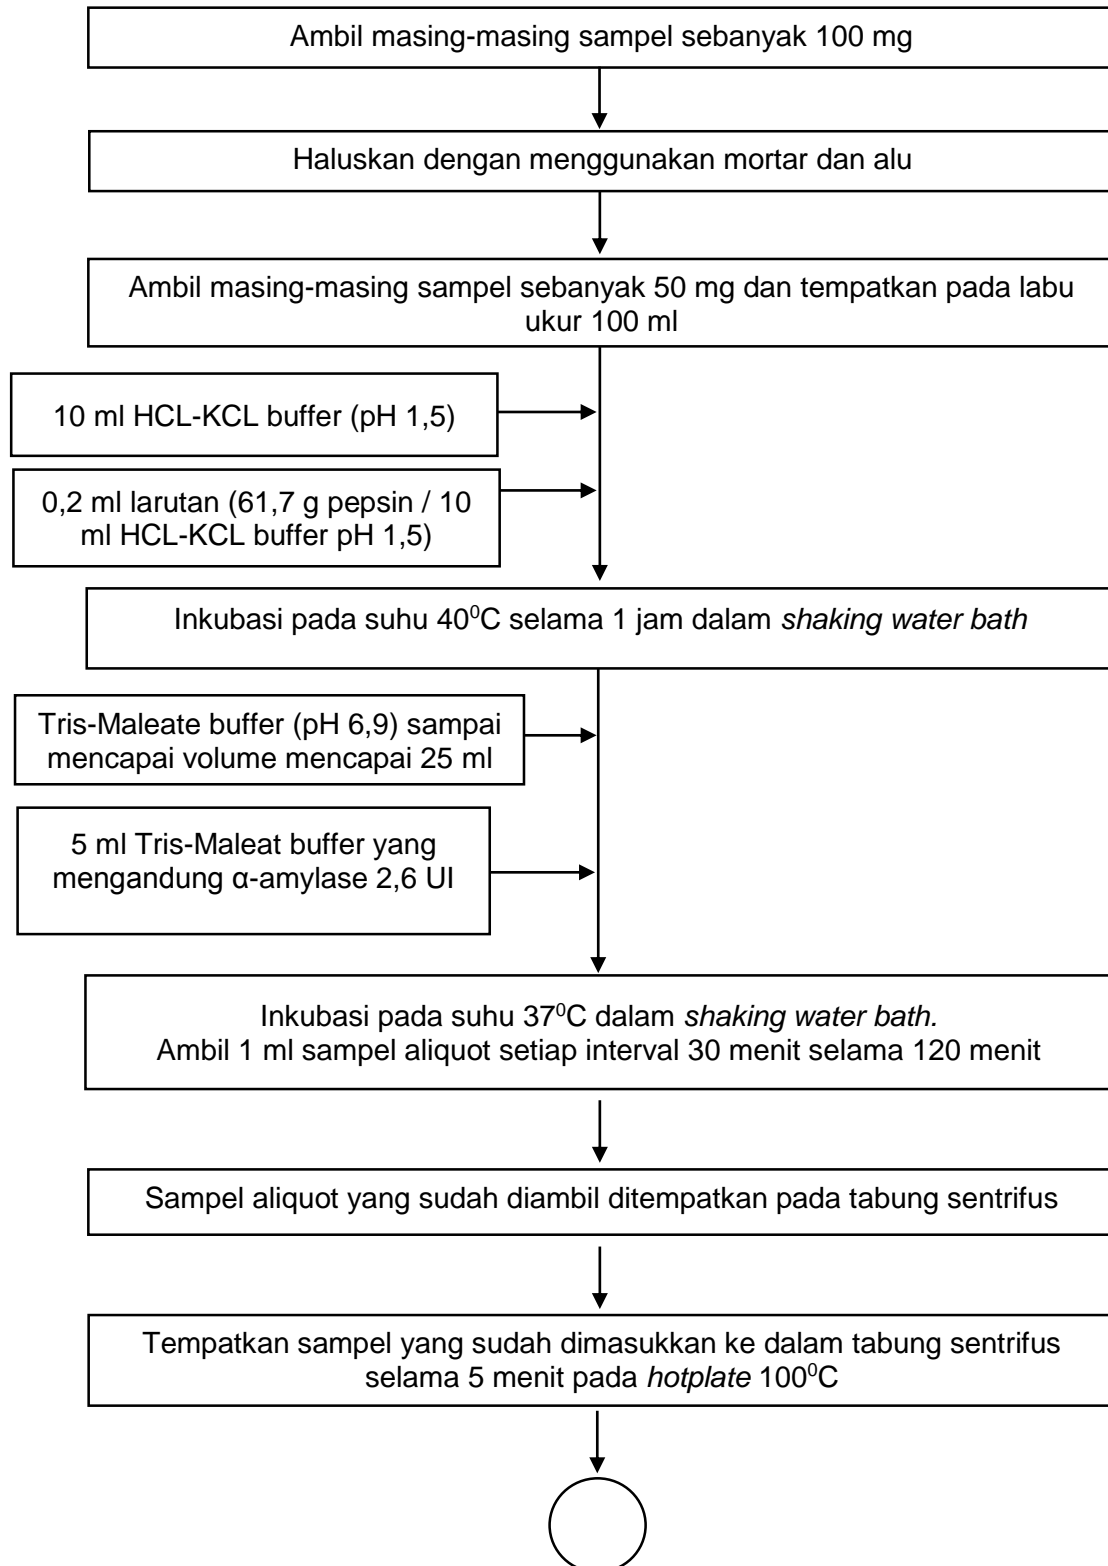 Ambil masing-masing sampel sebanyak 100 mg
Haluskan dengan menggunakan mortar dan alu
Ambil masing-masing sampel sebanyak 50 mg dan tempatkan pada labu
ukur 100 ml
10 ml HCL-KCL buffer (pH 1,5)
0,2 ml larutan (61,7 g pepsin / 10
ml HCL-KCL buffer pH 1,5)
Inkubasi pada suhu 40⁰C selama 1 jam dalam shaking water bath
Tris-Maleate buffer (pH 6,9) sampai
mencapai volume mencapai 25 ml
5 ml Tris-Maleat buffer yang
mengandung α-amylase 2,6 UI
Inkubasi pada suhu 37⁰C dalam shaking water bath.
Ambil 1 ml sampel aliquot setiap interval 30 menit selama 120 menit
Sampel aliquot yang sudah diambil ditempatkan pada tabung sentrifus
Tempatkan sampel yang sudah dimasukkan ke dalam tabung sentrifus
selama 5 menit pada hotplate 100⁰C